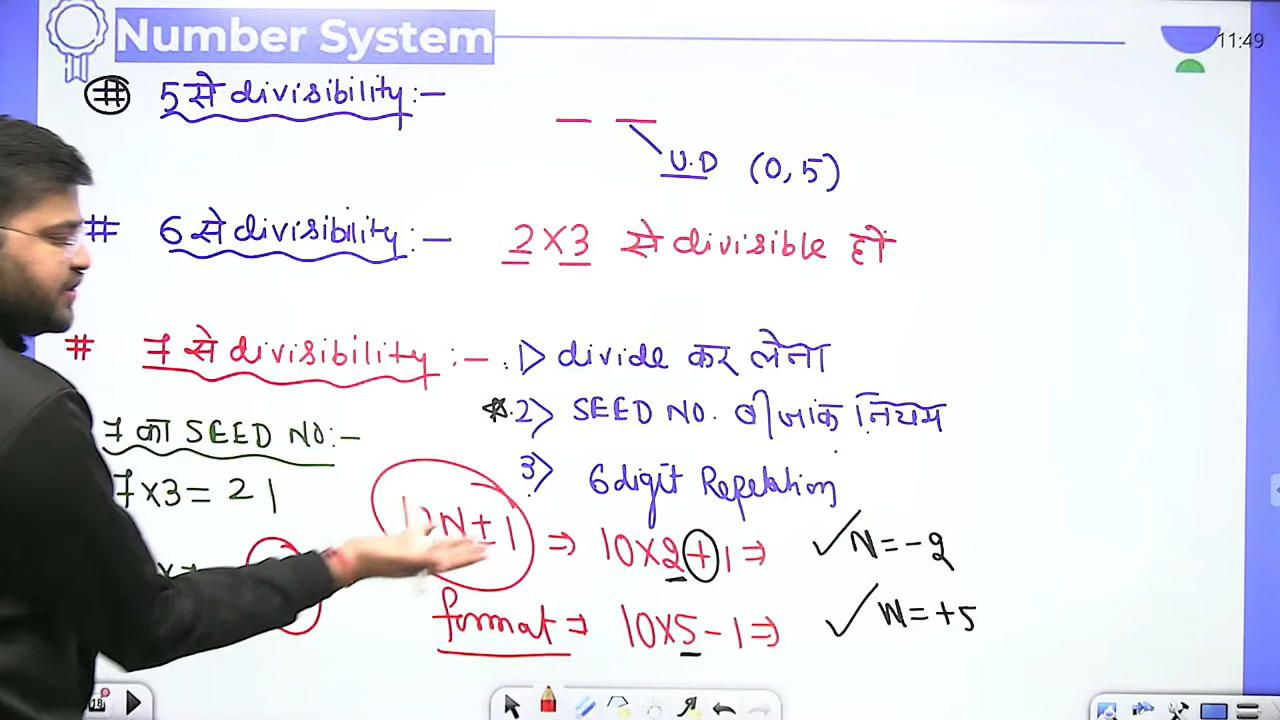 Number System
11:49
# 5 से divisibility :-
U.D (0, 5)
# 6 से divisibility :- 2×3 से divisible हो
# 7 से divisibility :- 1> divide कर लेना
*2> SEED NO. बीजांक नियम
7 का SEED NO:-
3> 6 digit Repetation
7×3 = 21
10N±1 ⇒ 10×2+1 ⇒ ✓ N=-2
format ⇒ 10×5-1 ⇒ ✓ N=+5
18